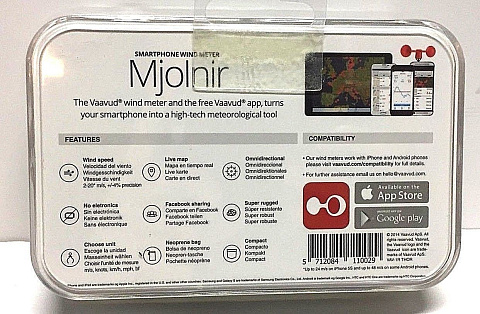 SMARTPHONE WIND METER
Mjolnir
The Vaavud® wind meter and the free Vaavud® app, turns
your smartphone into a high-tech meteorological tool
FEATURES
Wind speed
Velocidad del viento
Windgeschwindigkeit
Vitesse du vent
2-20* m/s, +/-4% precision
Live map
Mapa en tiempo real
Live karte
Carte en direct
Omnidirectional
Omnidireccional
Omnidirektionales
Omnidirectionnel
No electronics
Sin electrónica
Keine elektronik
Sans électronique
Facebook sharing
Comparte en Facebook
Facebook teilen
Partage Facebook
Super rugged
Super resistente
Super robust
Super robuste
Choose unit
Escoge la unidad
Masseinheit wählen
Choisir l'unité de mesure
m/s, knots, km/h, mph, bf
Neoprene bag
Bolsa de neopreno
Neopren-tasche
Pochette néoprène
Compact
Compacto
Kompakt
Compact
COMPATIBILITY
• Our wind meters work with iPhone and Android phones
please visit vaavud.com/compatibility for full details.
• For further assistance email us on hello@vaavud.com.
Available on the
App Store
ANDROID APP ON
Google play
5 712084 110029
© 2014 Vaavud ApS.
All rights reserved.
Vaavud, the
Vaavud logo and the
Vaavud icon are trade-
marks of Vaavud ApS.
MjV-19 THOR
*Up to 24 m/s on iPhone 5S and up to 48 m/s on some Android phones.